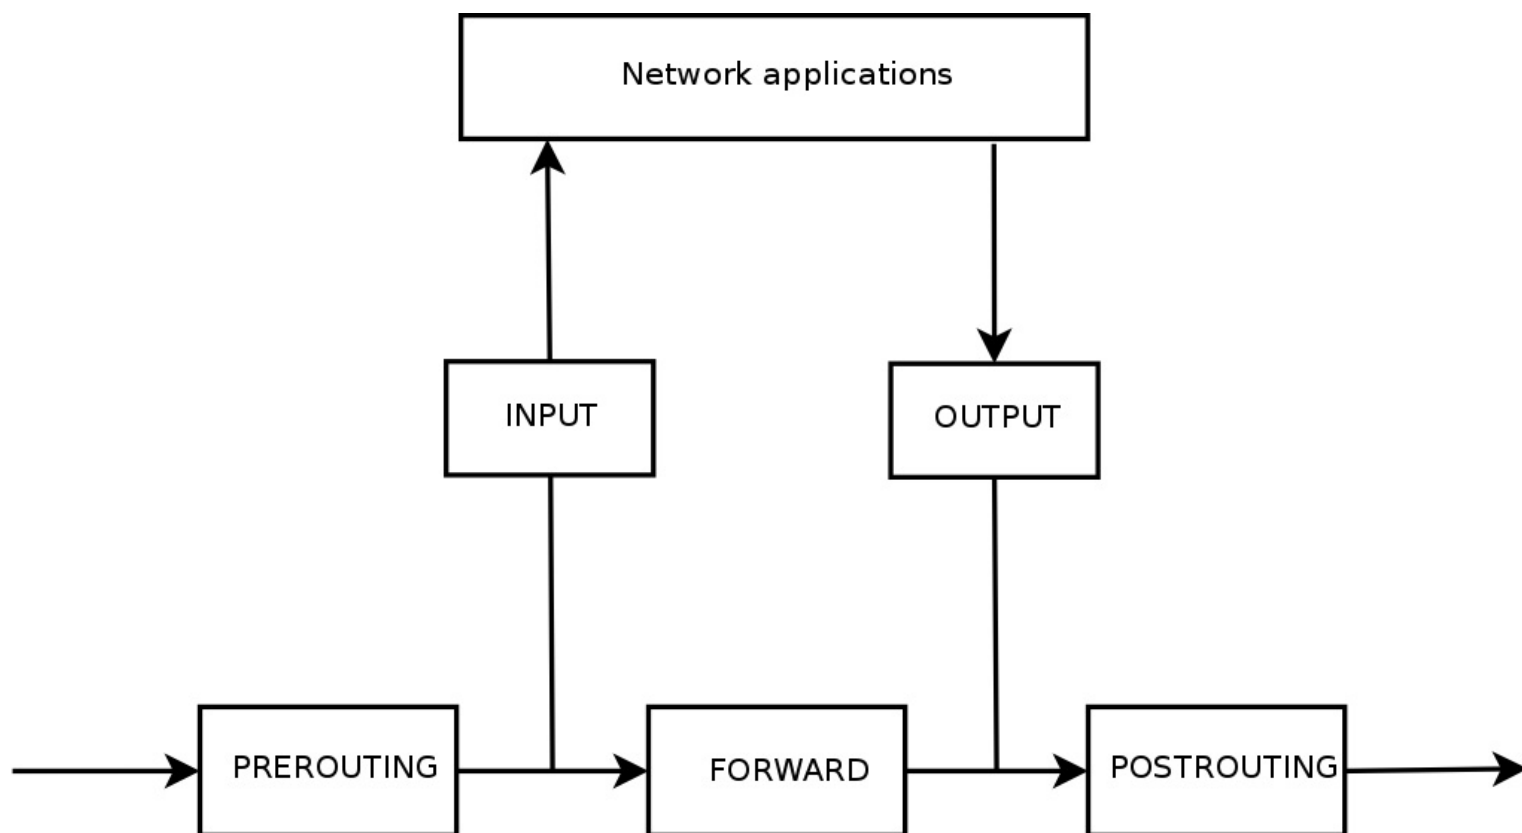 Network applications
INPUT
OUTPUT
PREROUTING
FORWARD
POSTROUTING